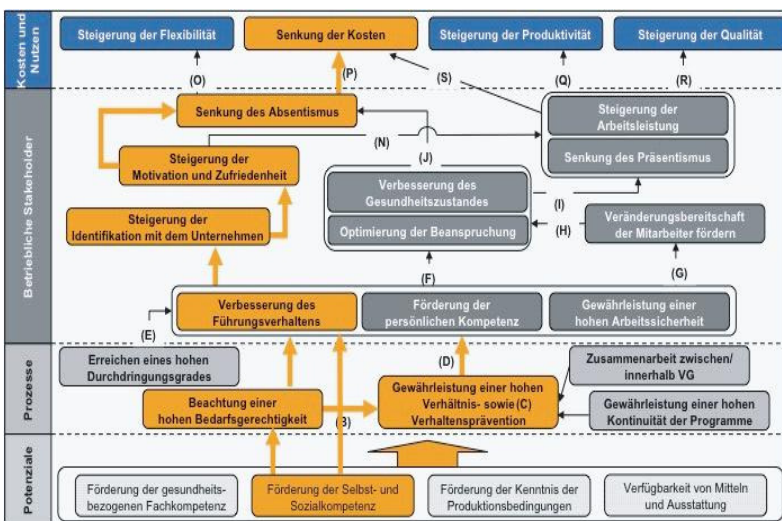 Kosten und
Nutzen
Steigerung der Flexibilität
Senkung der Kosten
Steigerung der Produktivität
Steigerung der Qualität
(O)
(P)
(S)
(Q)
(R)
Betriebliche Stakeholder
Senkung des Absentismus
Steigerung der
Arbeitsleistung
Senkung des Präsentismus
(N)
(J)
Steigerung der
Motivation und Zufriedenheit
Verbesserung des
Gesundheitszustandes
Optimierung der Beanspruchung
(I)
(H)
Steigerung der
Identifikation mit dem Unternehmen
Veränderungsbereitschaft
der Mitarbeiter fördern
(F)
(G)
(E)
Verbesserung des
Führungsverhaltens
Förderung der
persönlichen Kompetenz
Gewährleistung einer
hohen Arbeitssicherheit
Prozesse
Erreichen eines hohen
Durchdringungsgrades
(D)
Zusammenarbeit zwischen/
innerhalb VG
Beachtung einer
hohen Bedarfsgerechtigkeit
Gewährleistung einer hohen
Verhältnis- sowie (C)
Verhaltensprävention
Gewährleistung einer hohen
Kontinuität der Programme
Potenziale
Förderung der gesundheits-
bezogenen Fachkompetenz
Förderung der Selbst- und
Sozialkompetenz
Förderung der Kenntnis der
Produktionsbedingungen
Verfügbarkeit von Mitteln
und Ausstattung